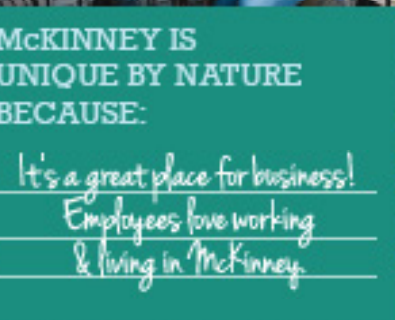 McKINNEY IS
UNIQUE BY NATURE
BECAUSE:
It's a great place for business!
Employees love working
& living in McKinney.